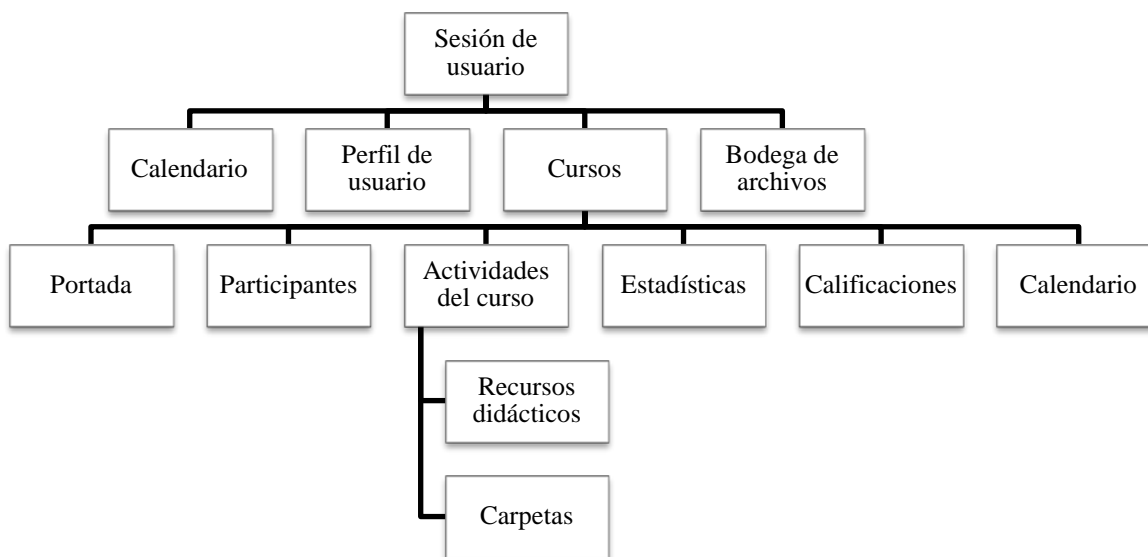 Sesión de
usuario
Calendario
Perfil de
usuario
Cursos
Bodega de
archivos
Portada
Participantes
Actividades
del curso
Estadísticas
Calificaciones
Calendario
Recursos
didácticos
Carpetas